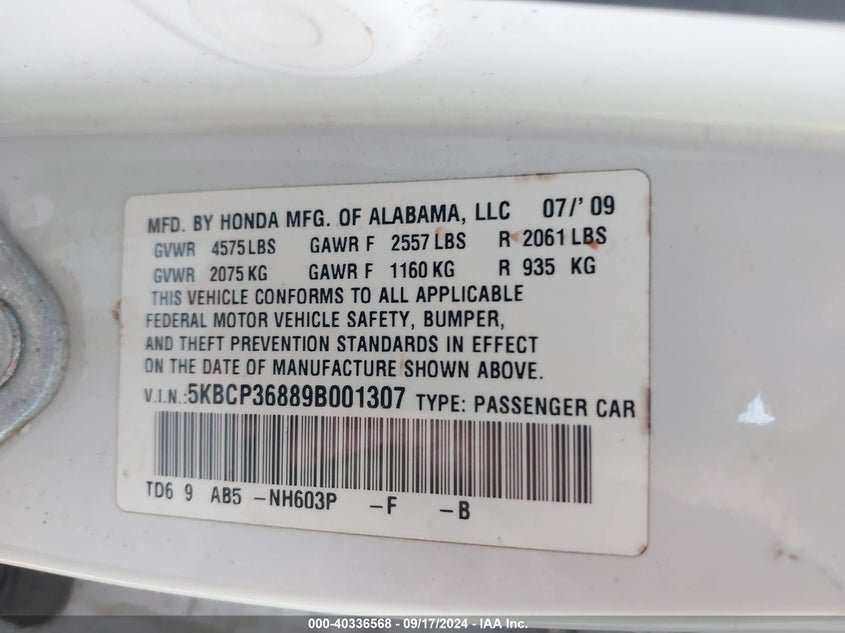 MFD. BY HONDA MFG. OF ALABAMA, LLC 07/' 09
GVWR 4575 LBS GAWR F 2557 LBS R 2061 LBS
GVWR 2075 KG GAWR F 1160 KG R 935 KG
THIS VEHICLE CONFORMS TO ALL APPLICABLE
FEDERAL MOTOR VEHICLE SAFETY, BUMPER,
AND THEFT PREVENTION STANDARDS IN EFFECT
ON THE DATE OF MANUFACTURE SHOWN ABOVE.
V.I.N.:5KBCP36889B001307 TYPE: PASSENGER CAR
TD6 9 AB5 -NH603P -F -B
000-40336568 - 09/17/2024 - IAA Inc.